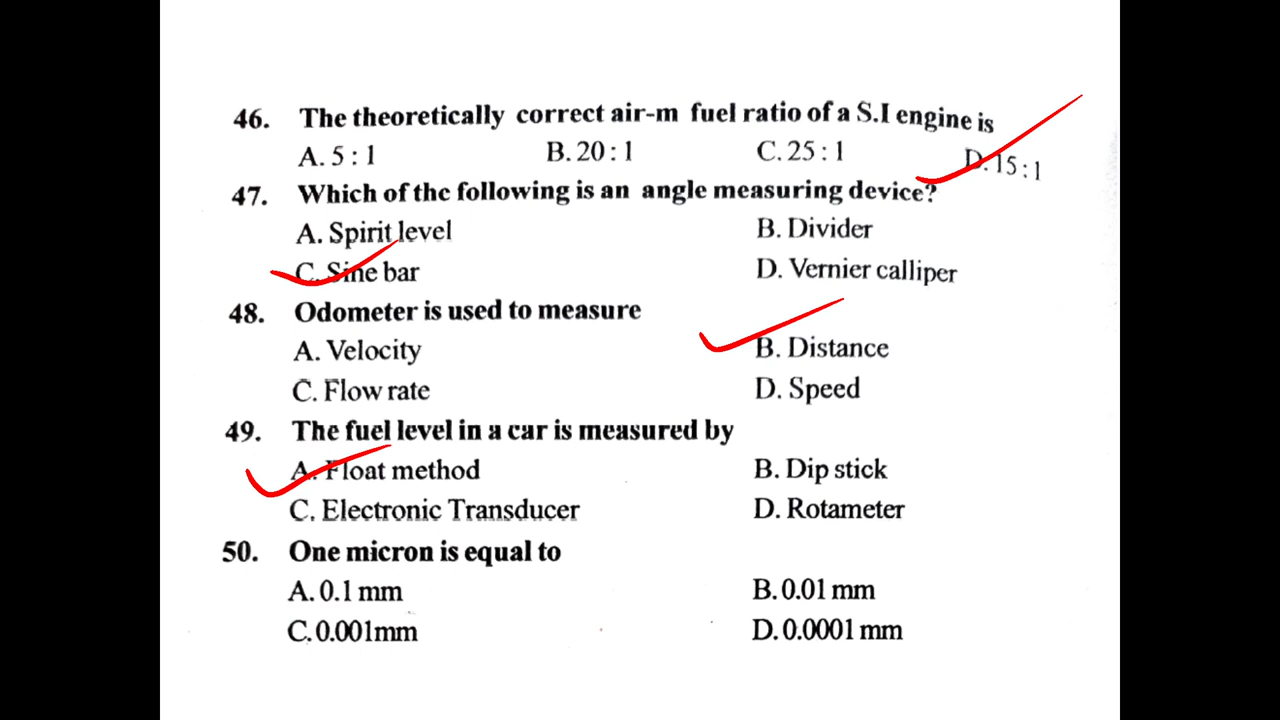 46. The theoretically correct air-m fuel ratio of a S.I engine is
A. 5 : 1 B. 20 : 1 C. 25 : 1 D. 15 : 1
47. Which of the following is an angle measuring device?
A. Spirit level B. Divider
C. Sine bar D. Vernier calliper
48. Odometer is used to measure
A. Velocity B. Distance
C. Flow rate D. Speed
49. The fuel level in a car is measured by
A. Float method B. Dip stick
C. Electronic Transducer D. Rotameter
50. One micron is equal to
A. 0.1 mm B. 0.01 mm
C. 0.001mm D. 0.0001 mm